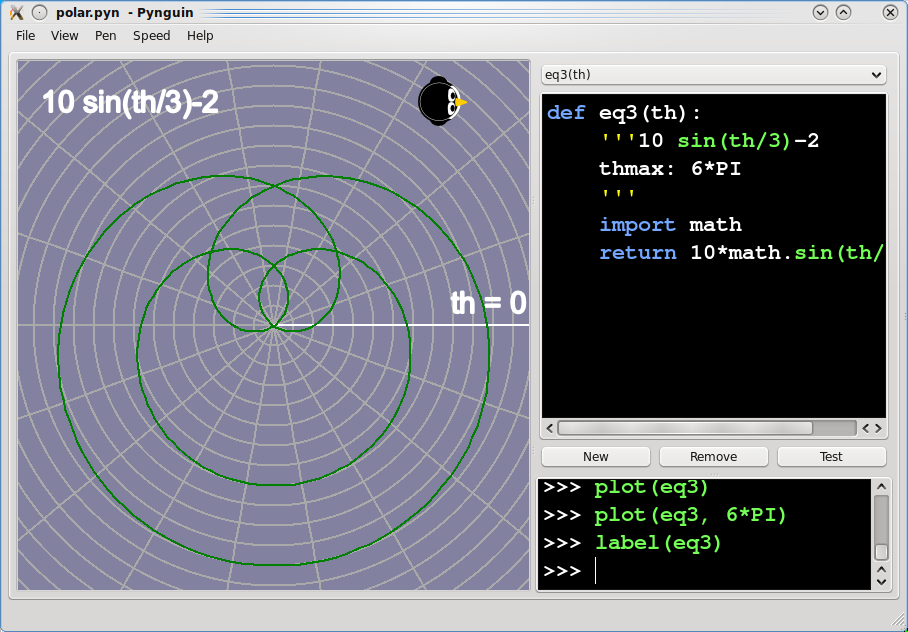 polar.pyn - Pynguin
File View Pen Speed Help
10 sin(th/3)-2
th = 0
eq3(th)
def eq3(th):
'''10 sin(th/3)-2
thmax: 6*PI
'''
import math
return 10*math.sin(th/
New Remove Test
>>> plot(eq3)
>>> plot(eq3, 6*PI)
>>> label(eq3)
>>>